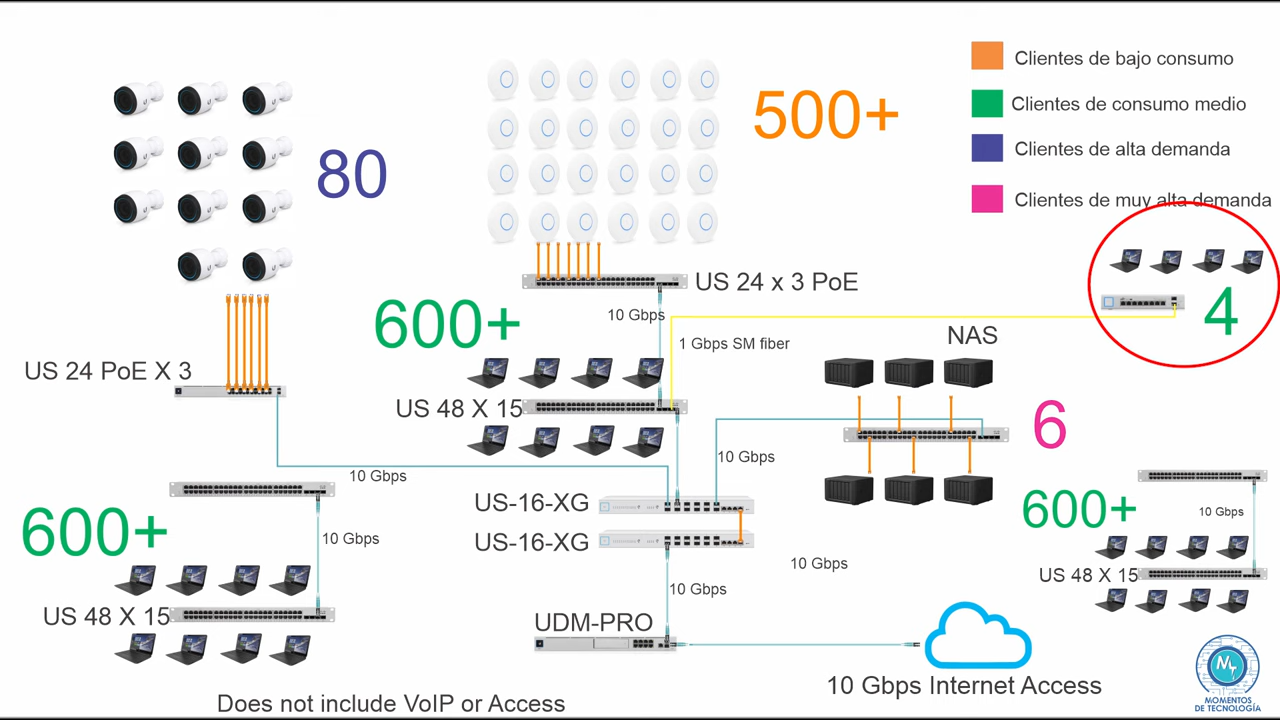 Clientes de bajo consumo
500+
Clientes de consumo medio
80
Clientes de alta demanda
Clientes de muy alta demanda
US 24 x 3 PoE
600+
10 Gbps
4
1 Gbps SM fiber
NAS
US 24 PoE X 3
US 48 X 15
6
10 Gbps
10 Gbps
US-16-XG
600+
10 Gbps
600+
10 Gbps
US-16-XG
10 Gbps
US 48 X 15
10 Gbps
US 48 X 15
UDM-PRO
10 Gbps Internet Access
Does not include VoIP or Access
MT
MOMENTOS
DE TECNOLOGÍA